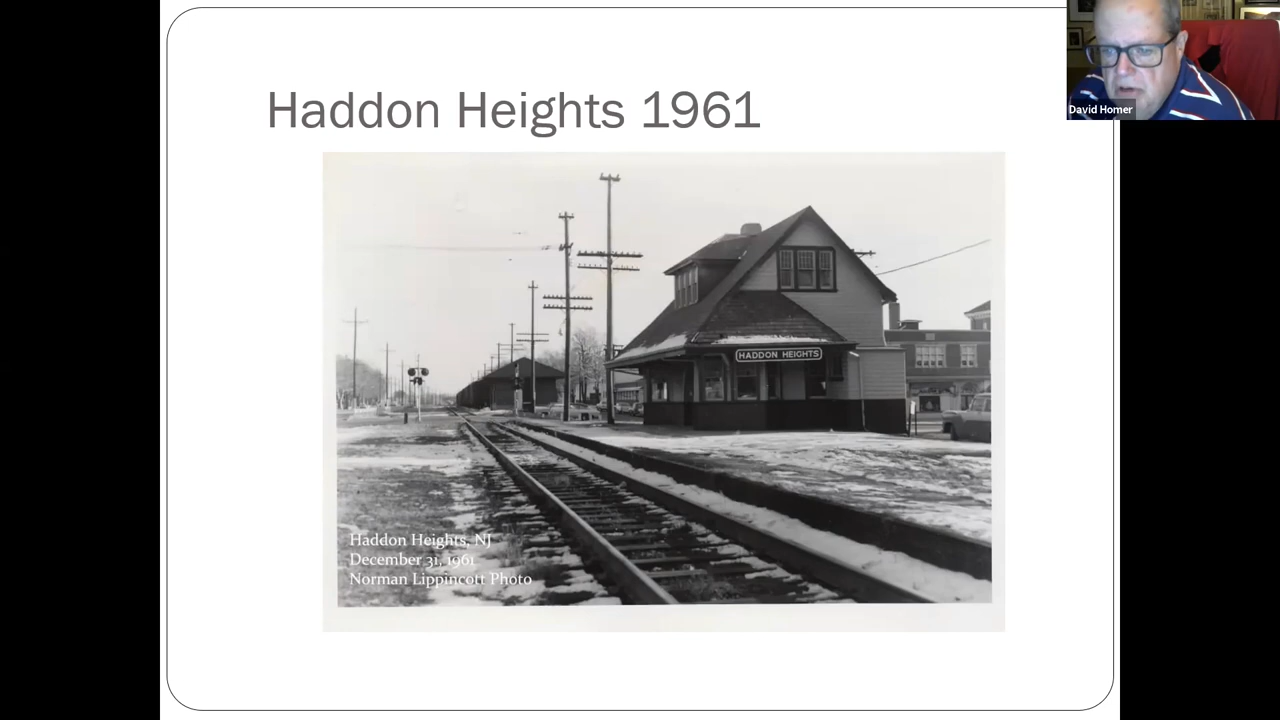 Haddon Heights 1961
David Homer
HADDON HEIGHTS
Haddon Heights, NJ
December 31, 1961
Norman Lippincott Photo